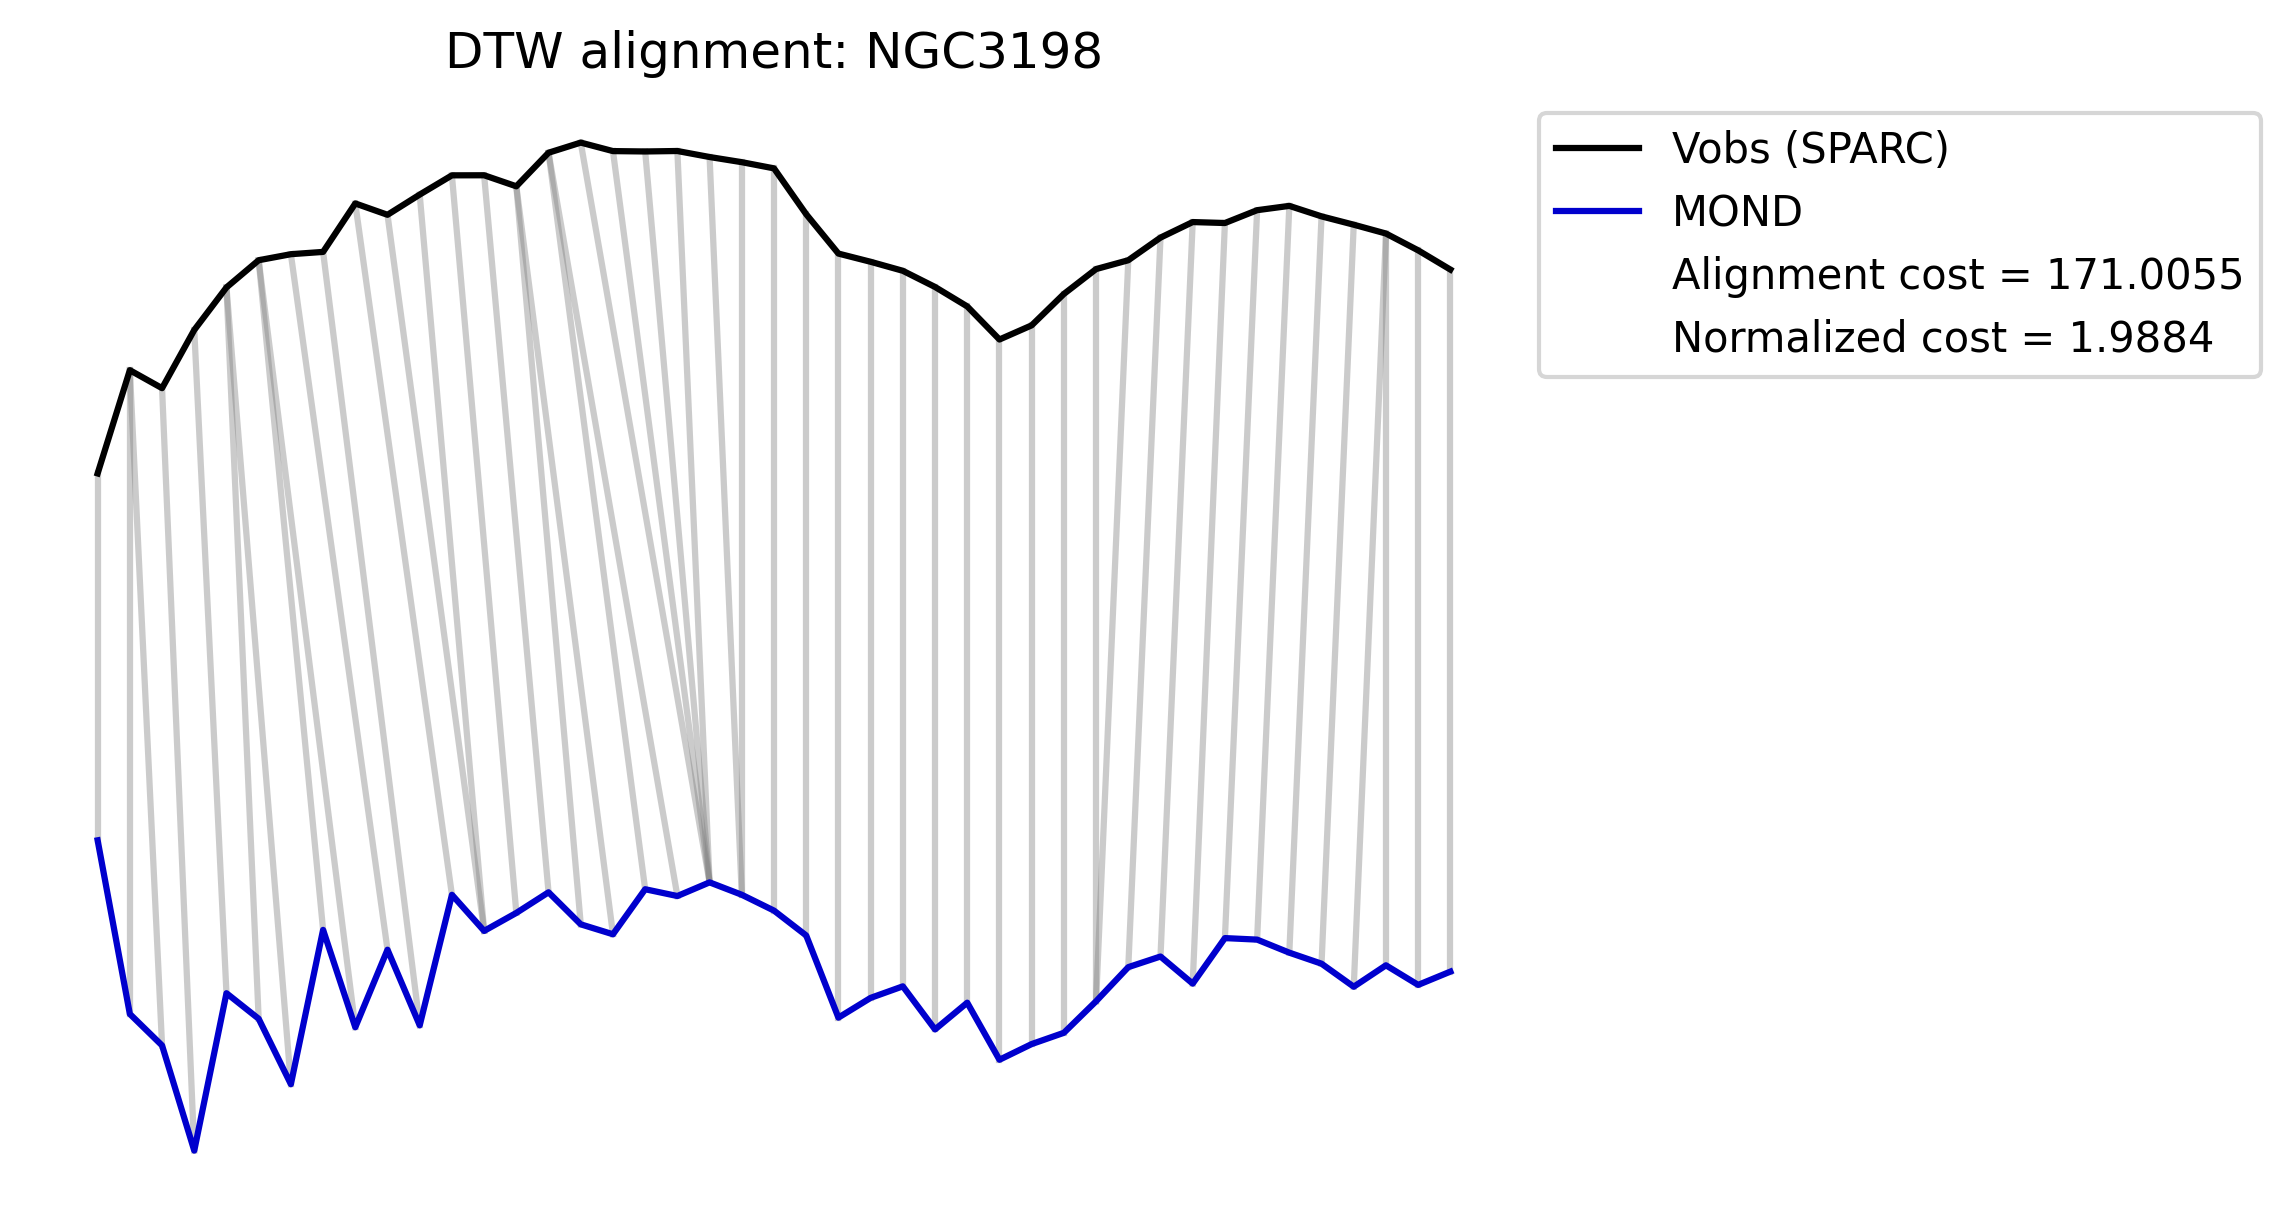 DTW alignment: NGC3198
Vobs (SPARC)
MOND
Alignment cost = 171.0055
Normalized cost = 1.9884